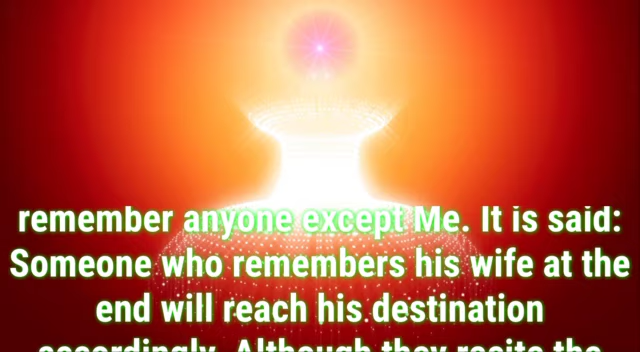 remember anyone except Me. It is said:
Someone who remembers his wife at the
end will reach his destination
accordingly. Although they recite the